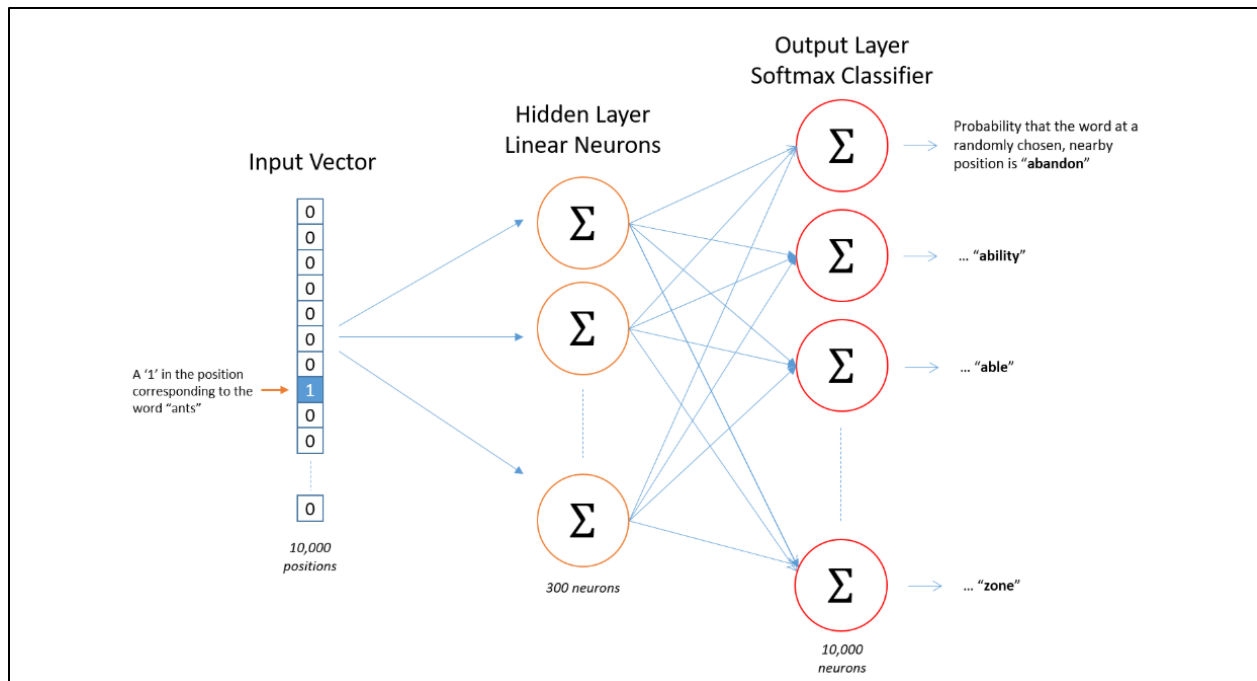 Output Layer
Softmax Classifier
Hidden Layer
Linear Neurons
Input Vector
Σ
Probability that the word at a
randomly chosen, nearby
position is “abandon”
0
0
0
0
0
0
0
1
0
0
0
A ‘1’ in the position
corresponding to the
word “ants”
10,000
positions
Σ
Σ
Σ
300 neurons
Σ
... “ability”
Σ
... “able”
Σ
... “zone”
10,000
neurons